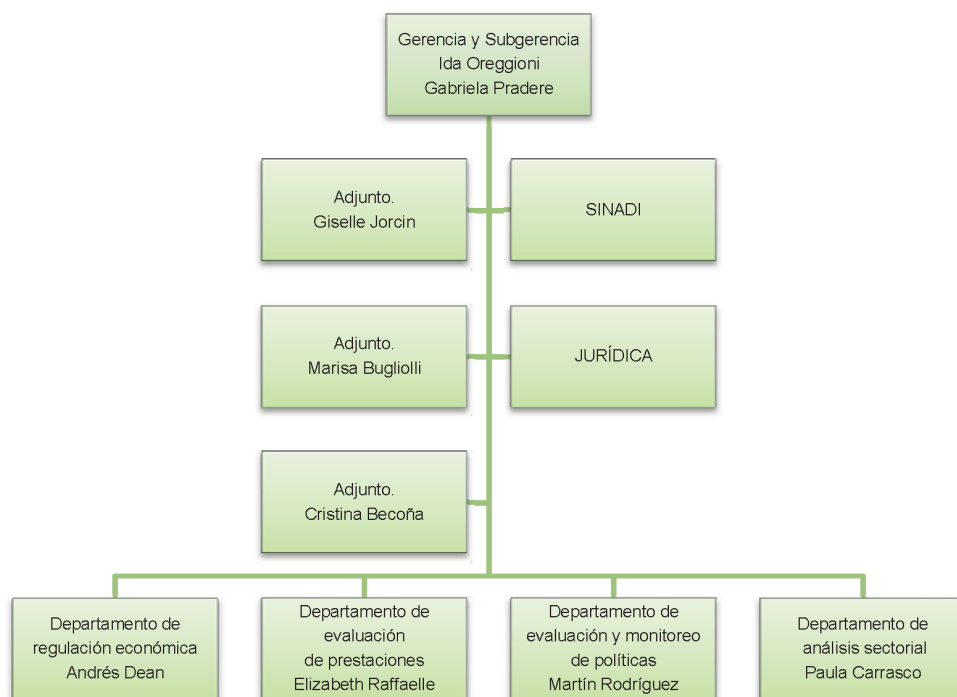 Gerencia y Subgerencia
Ida Oreggioni
Gabriela Pradere
Adjunto.
Giselle Jorcin
SINADI
Adjunto.
Marisa Bugliolli
JURÍDICA
Adjunto.
Cristina Becoña
Departamento de
regulación económica
Andrés Dean
Departamento de
evaluación
de prestaciones
Elizabeth Raffaelle
Departamento de
evaluación y monitoreo
de políticas
Martín Rodríguez
Departamento de
análisis sectorial
Paula Carrasco